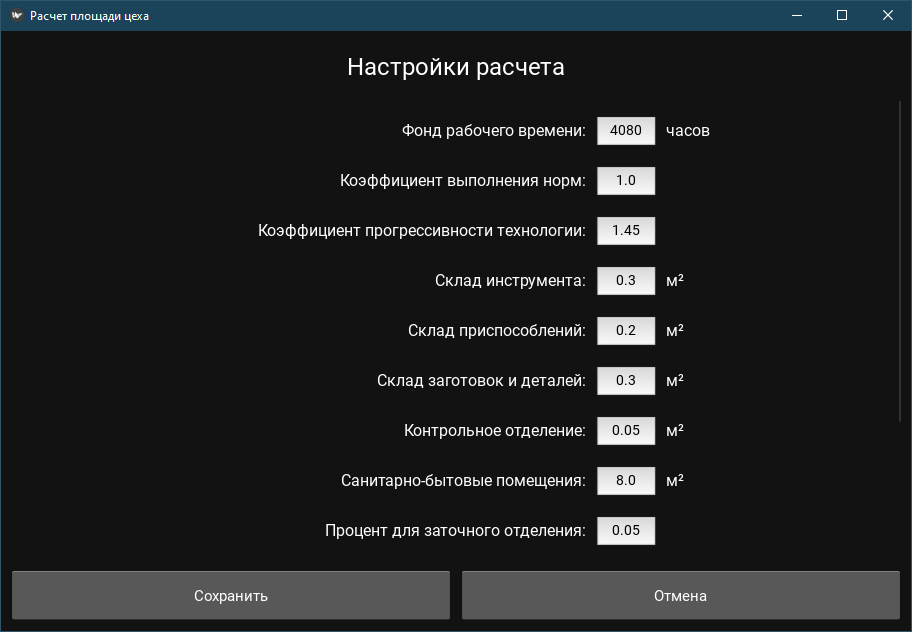 Расчет площади цеха
Настройки расчета
Фонд рабочего времени: 4080 часов
Коэффициент выполнения норм: 1.0
Коэффициент прогрессивности технологии: 1.45
Склад инструмента: 0.3 м²
Склад приспособлений: 0.2 м²
Склад заготовок и деталей: 0.3 м²
Контрольное отделение: 0.05 м²
Санитарно-бытовые помещения: 8.0 м²
Процент для заточного отделения: 0.05
Сохранить Отмена